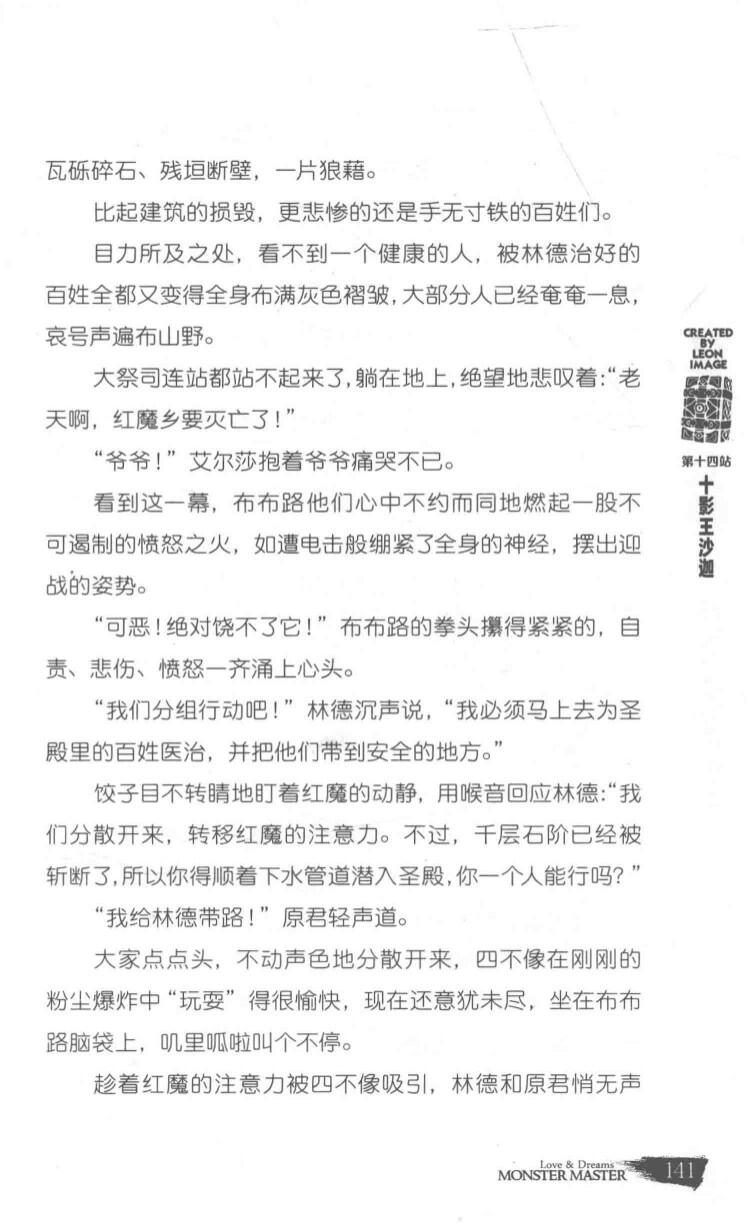 瓦砾碎石、残垣断壁，一片狼藉。
比起建筑的损毁，更悲惨的还是手无寸铁的百姓们。
目力所及之处，看不到一个健康的人，被林德治好的
百姓全都又变得全身布满灰色褶皱，大部分人已经奄奄一息，
哀号声遍布山野。
大祭司连站都站不起来了，躺在地上，绝望地悲叹着：“老
天啊，红魔乡要灭亡了！”
“爷爷！”艾尔莎抱着爷爷痛哭不已。
看到这一幕，布布路他们心中不约而同地燃起一股不
可遏制的愤怒之火，如遭电击般绷紧了全身的神经，摆出迎
战的姿势。
“可恶！绝对饶不了它！”布布路的拳头攥得紧紧的，自
责、悲伤、愤怒一齐涌上心头。
“我们分组行动吧！”林德沉声说，“我必须马上去为圣
殿里的百姓医治，并把他们带到安全的地方。”
饺子目不转睛地盯着红魔的动静，用喉音回应林德：“我
们分散开来，转移红魔的注意力。不过，千层石阶已经被
斩断了，所以你得顺着下水管道潜入圣殿，你一个人能行吗？”
“我给林德带路！”原君轻声道。
大家点点头，不动声色地分散开来，四不像在刚刚的
粉尘爆炸中“玩耍”得很愉快，现在还意犹未尽，坐在布布
路脑袋上，叽里呱啦叫个不停。
趁着红魔的注意力被四不像吸引，林德和原君悄无声
CREATED
BY
LEON
IMAGE
第十四站
十影王沙迦
Love & Dreams
MONSTER MASTER
141